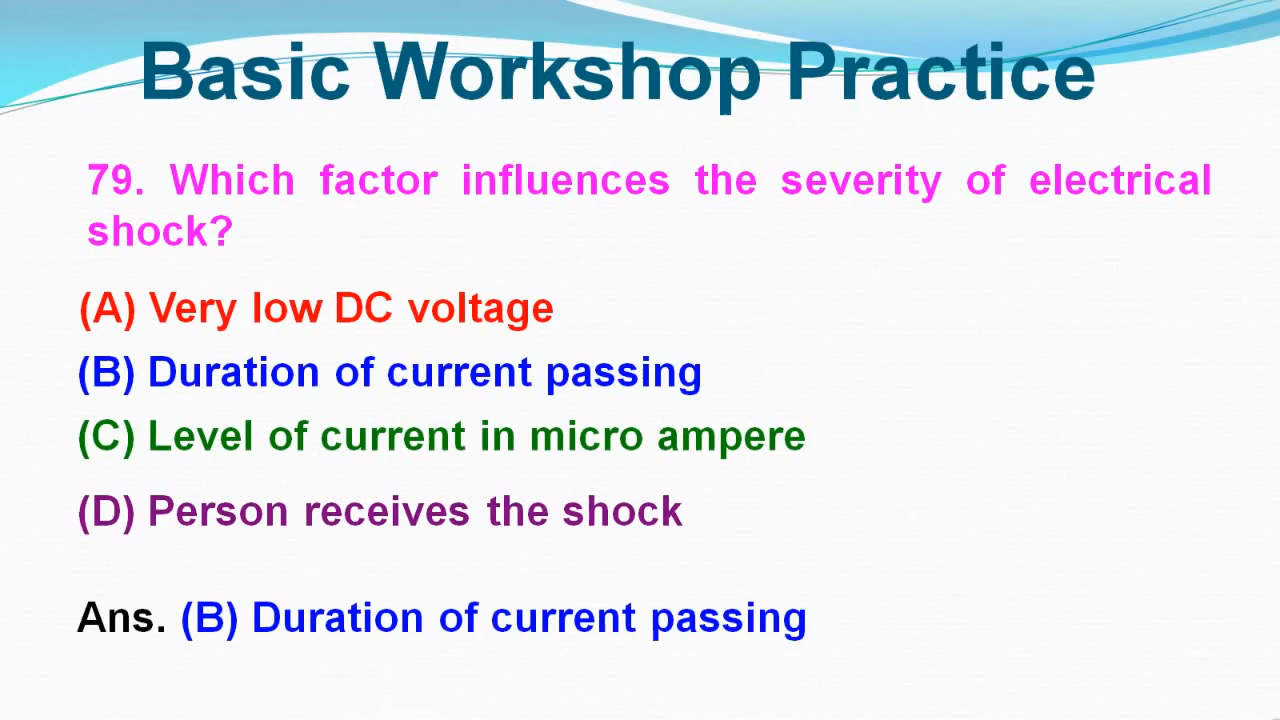 Basic Workshop Practice
79. Which factor influences the severity of electrical
shock?
(A) Very low DC voltage
(B) Duration of current passing
(C) Level of current in micro ampere
(D) Person receives the shock
Ans. (B) Duration of current passing